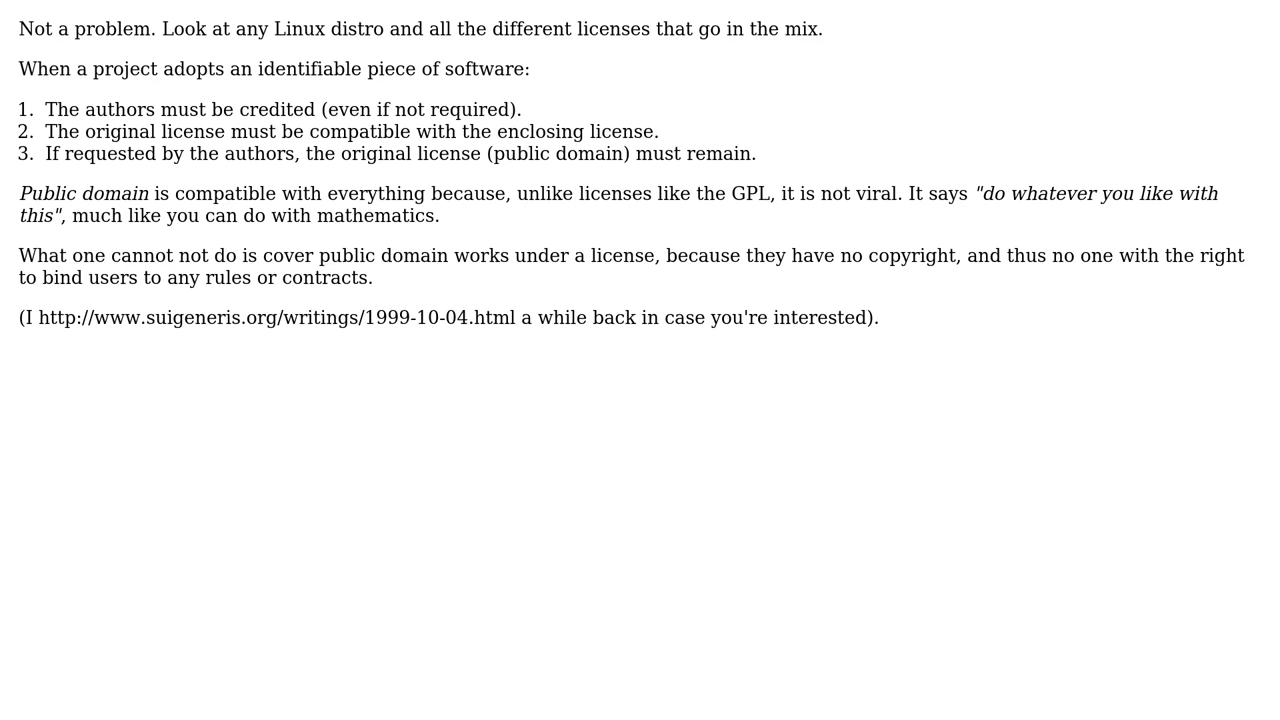 Not a problem. Look at any Linux distro and all the different licenses that go in the mix.
When a project adopts an identifiable piece of software:
1. The authors must be credited (even if not required).
2. The original license must be compatible with the enclosing license.
3. If requested by the authors, the original license (public domain) must remain.
Public domain is compatible with everything because, unlike licenses like the GPL, it is not viral. It says "do whatever you like with
this", much like you can do with mathematics.
What one cannot not do is cover public domain works under a license, because they have no copyright, and thus no one with the right
to bind users to any rules or contracts.
(I http://www.suigeneris.org/writings/1999-10-04.html a while back in case you're interested).